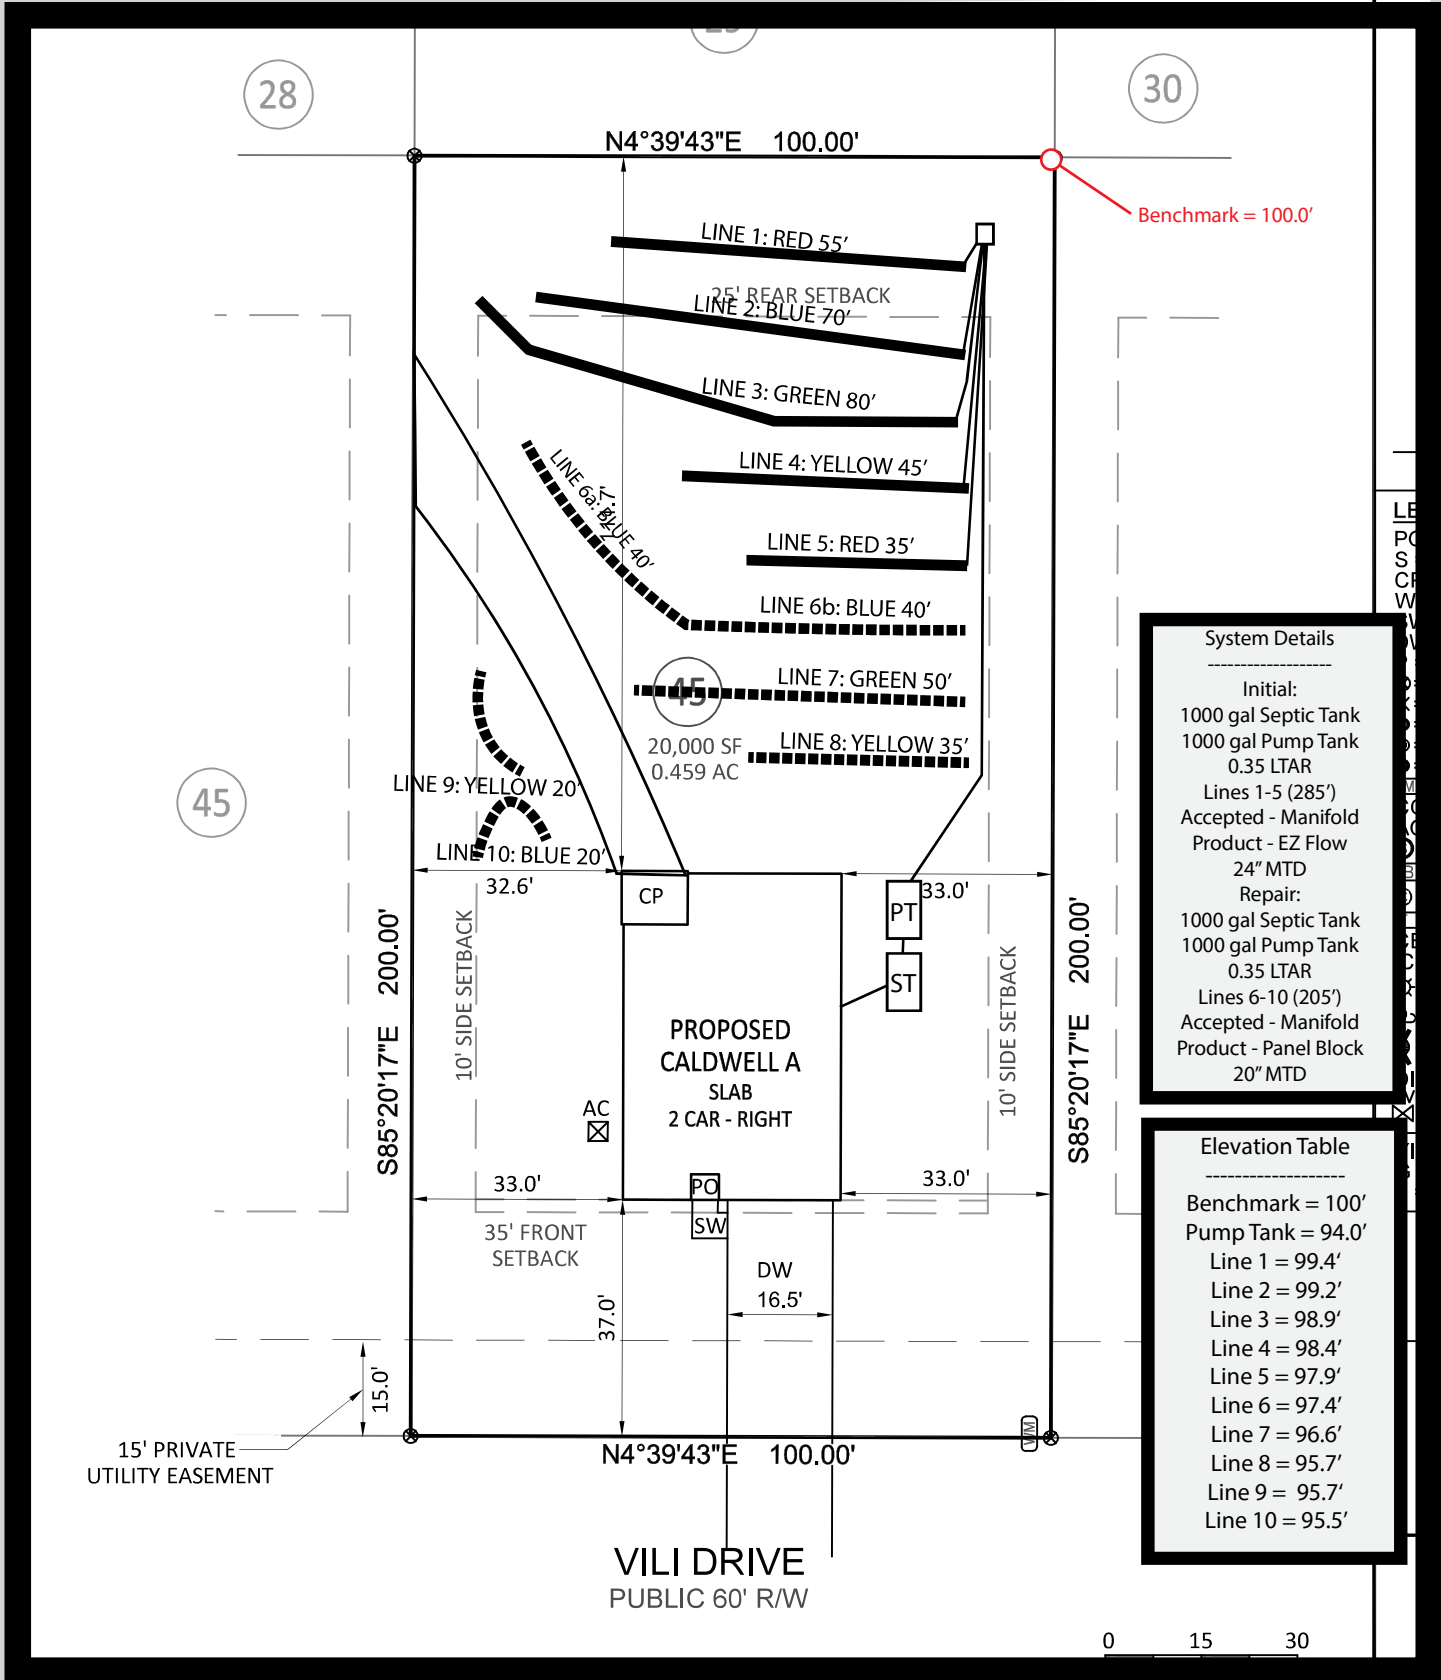 28
30
N4°39'43"E 100.00'
Benchmark = 100.0'
LINE 1: RED 55'
25' REAR SETBACK
LINE 2: BLUE 70'
LINE 3: GREEN 80'
LINE 4: YELLOW 45'
LINE 6a: BLUE 40'
LINE 5: RED 35'
LINE 6b: BLUE 40'
LINE 7: GREEN 50'
45
20,000 SF
0.459 AC
LINE 8: YELLOW 35'
LINE 9: YELLOW 20'
45
LINE 10: BLUE 20'
32.6'
CP
33.0'
PT
ST
S85°20'17"E 200.00'
10' SIDE SETBACK
PROPOSED
CALDWELL A
SLAB
2 CAR - RIGHT
10' SIDE SETBACK
S85°20'17"E 200.00'
AC
33.0'
PO
SW
33.0'
35' FRONT
SETBACK
37.0'
DW
16.5'
15.0'
15' PRIVATE
UTILITY EASEMENT
WM
N4°39'43"E 100.00'
VILI DRIVE
PUBLIC 60' R/W
System Details
-------------------
Initial:
1000 gal Septic Tank
1000 gal Pump Tank
0.35 LTAR
Lines 1-5 (285')
Accepted - Manifold
Product - EZ Flow
24" MTD
Repair:
1000 gal Septic Tank
1000 gal Pump Tank
0.35 LTAR
Lines 6-10 (205')
Accepted - Manifold
Product - Panel Block
20" MTD
Elevation Table
-------------------
Benchmark = 100'
Pump Tank = 94.0'
Line 1 = 99.4'
Line 2 = 99.2'
Line 3 = 98.9'
Line 4 = 98.4'
Line 5 = 97.9'
Line 6 = 97.4'
Line 7 = 96.6'
Line 8 = 95.7'
Line 9 = 95.7'
Line 10 = 95.5'
0 15 30